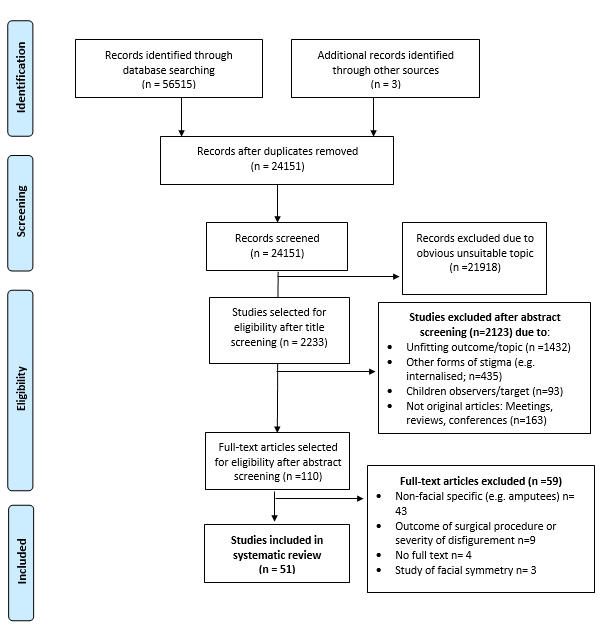 Identification
Records identified through
database searching
(n = 56515)
Additional records identified
through other sources
(n = 3)
Records after duplicates removed
(n = 24151)
Screening
Records screened
(n = 24151)
Records excluded due to
obvious unsuitable topic
(n =21918)
Eligibility
Studies selected for
eligibility after title
screening (n = 2233)
Studies excluded after abstract
screening (n=2123) due to:
• Unfitting outcome/topic (n =1432)
• Other forms of stigma (e.g.
internalised; n=435)
• Children observers/target (n=93)
• Not original articles: Meetings,
reviews, conferences (n=163)
Full-text articles selected
for eligibility after abstract
screening (n =110)
Full-text articles excluded (n =59)
• Non-facial specific (e.g. amputees) n=
43
• Outcome of surgical procedure or
severity of disfigurement n=9
• No full text n= 4
• Study of facial symmetry n= 3
Included
Studies included in
systematic review
(n = 51)